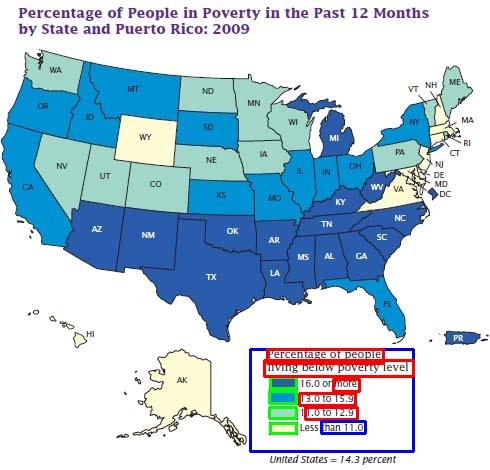 Percentage of People in Poverty in the Past 12 Months
by State and Puerto Rico: 2009
WA
MT
ND
MN
VT
NH
ME
OR
ID
SD
WI
MI
NY
MA
RI
CT
WY
NE
IA
PA
NJ
DE
MD
DC
NV
UT
CO
KS
MO
IL
IN
OH
WV
VA
CA
KY
NC
AZ
NM
OK
AR
TN
SC
TX
LA
MS
AL
GA
FL
HI
AK
PR
Percentage of people
living below poverty level
16.0 or more
13.0 to 15.9
11.0 to 12.9
Less than 11.0
United States = 14.3 percent